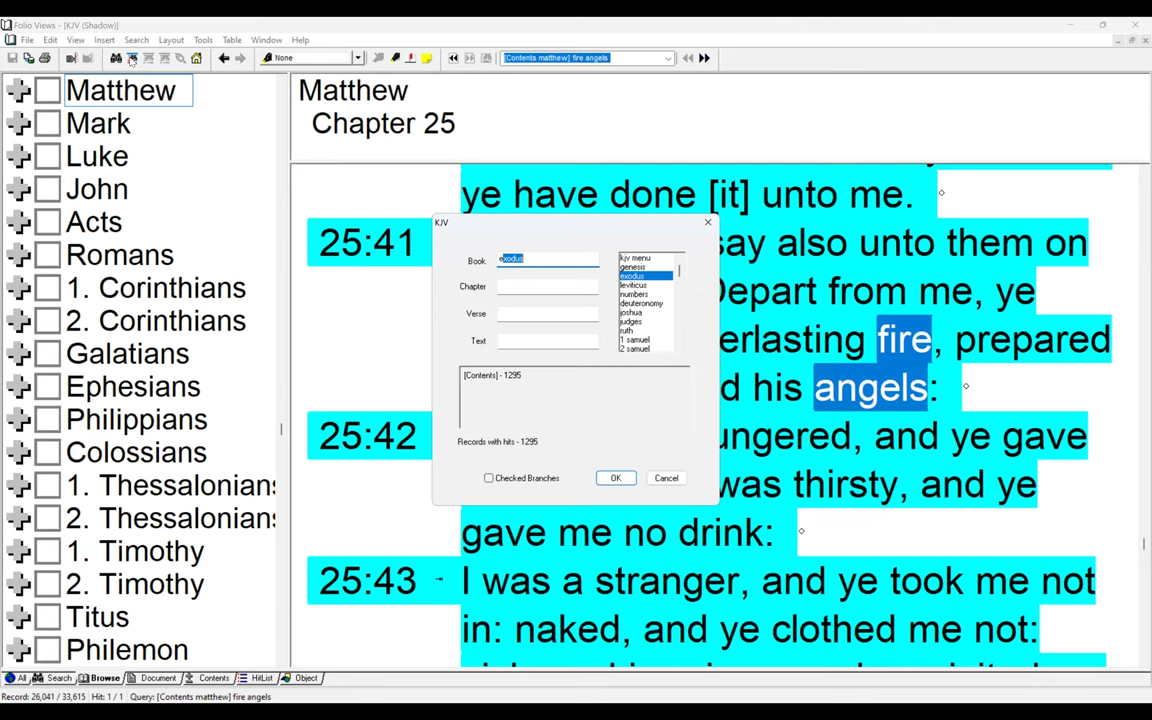 Folio Views - [KJV (Shadow)]
File Edit View Insert Search Layout Tools Table Window Help
None
[Contents matthew] fire angels
Matthew
Mark
Luke
John
Acts
Romans
1. Corinthians
2. Corinthians
Galatians
Ephesians
Philippians
Colossians
1. Thessalonians
2. Thessalonians
1. Timothy
2. Timothy
Titus
Philemon
Matthew
Chapter 25
ye have done [it] unto me.
25:41 say also unto them on
Depart from me, ye
erlasting fire, prepared
d his angels:
25:42 ungered, and ye gave
was thirsty, and ye
gave me no drink:
25:43 I was a stranger, and ye took me not
in: naked, and ye clothed me not:
KJV
Book exodus
Chapter
Verse
Text
kjv menu
genesis
exodus
leviticus
numbers
deuteronomy
joshua
judges
ruth
1 samuel
2 samuel
[Contents] - 1295
Records with hits - 1295
Checked Branches OK Cancel
All Search Browse Document Contents HitList Object
Record: 26,041 / 33,615 Hit: 1 / 1 Query: [Contents matthew] fire angels